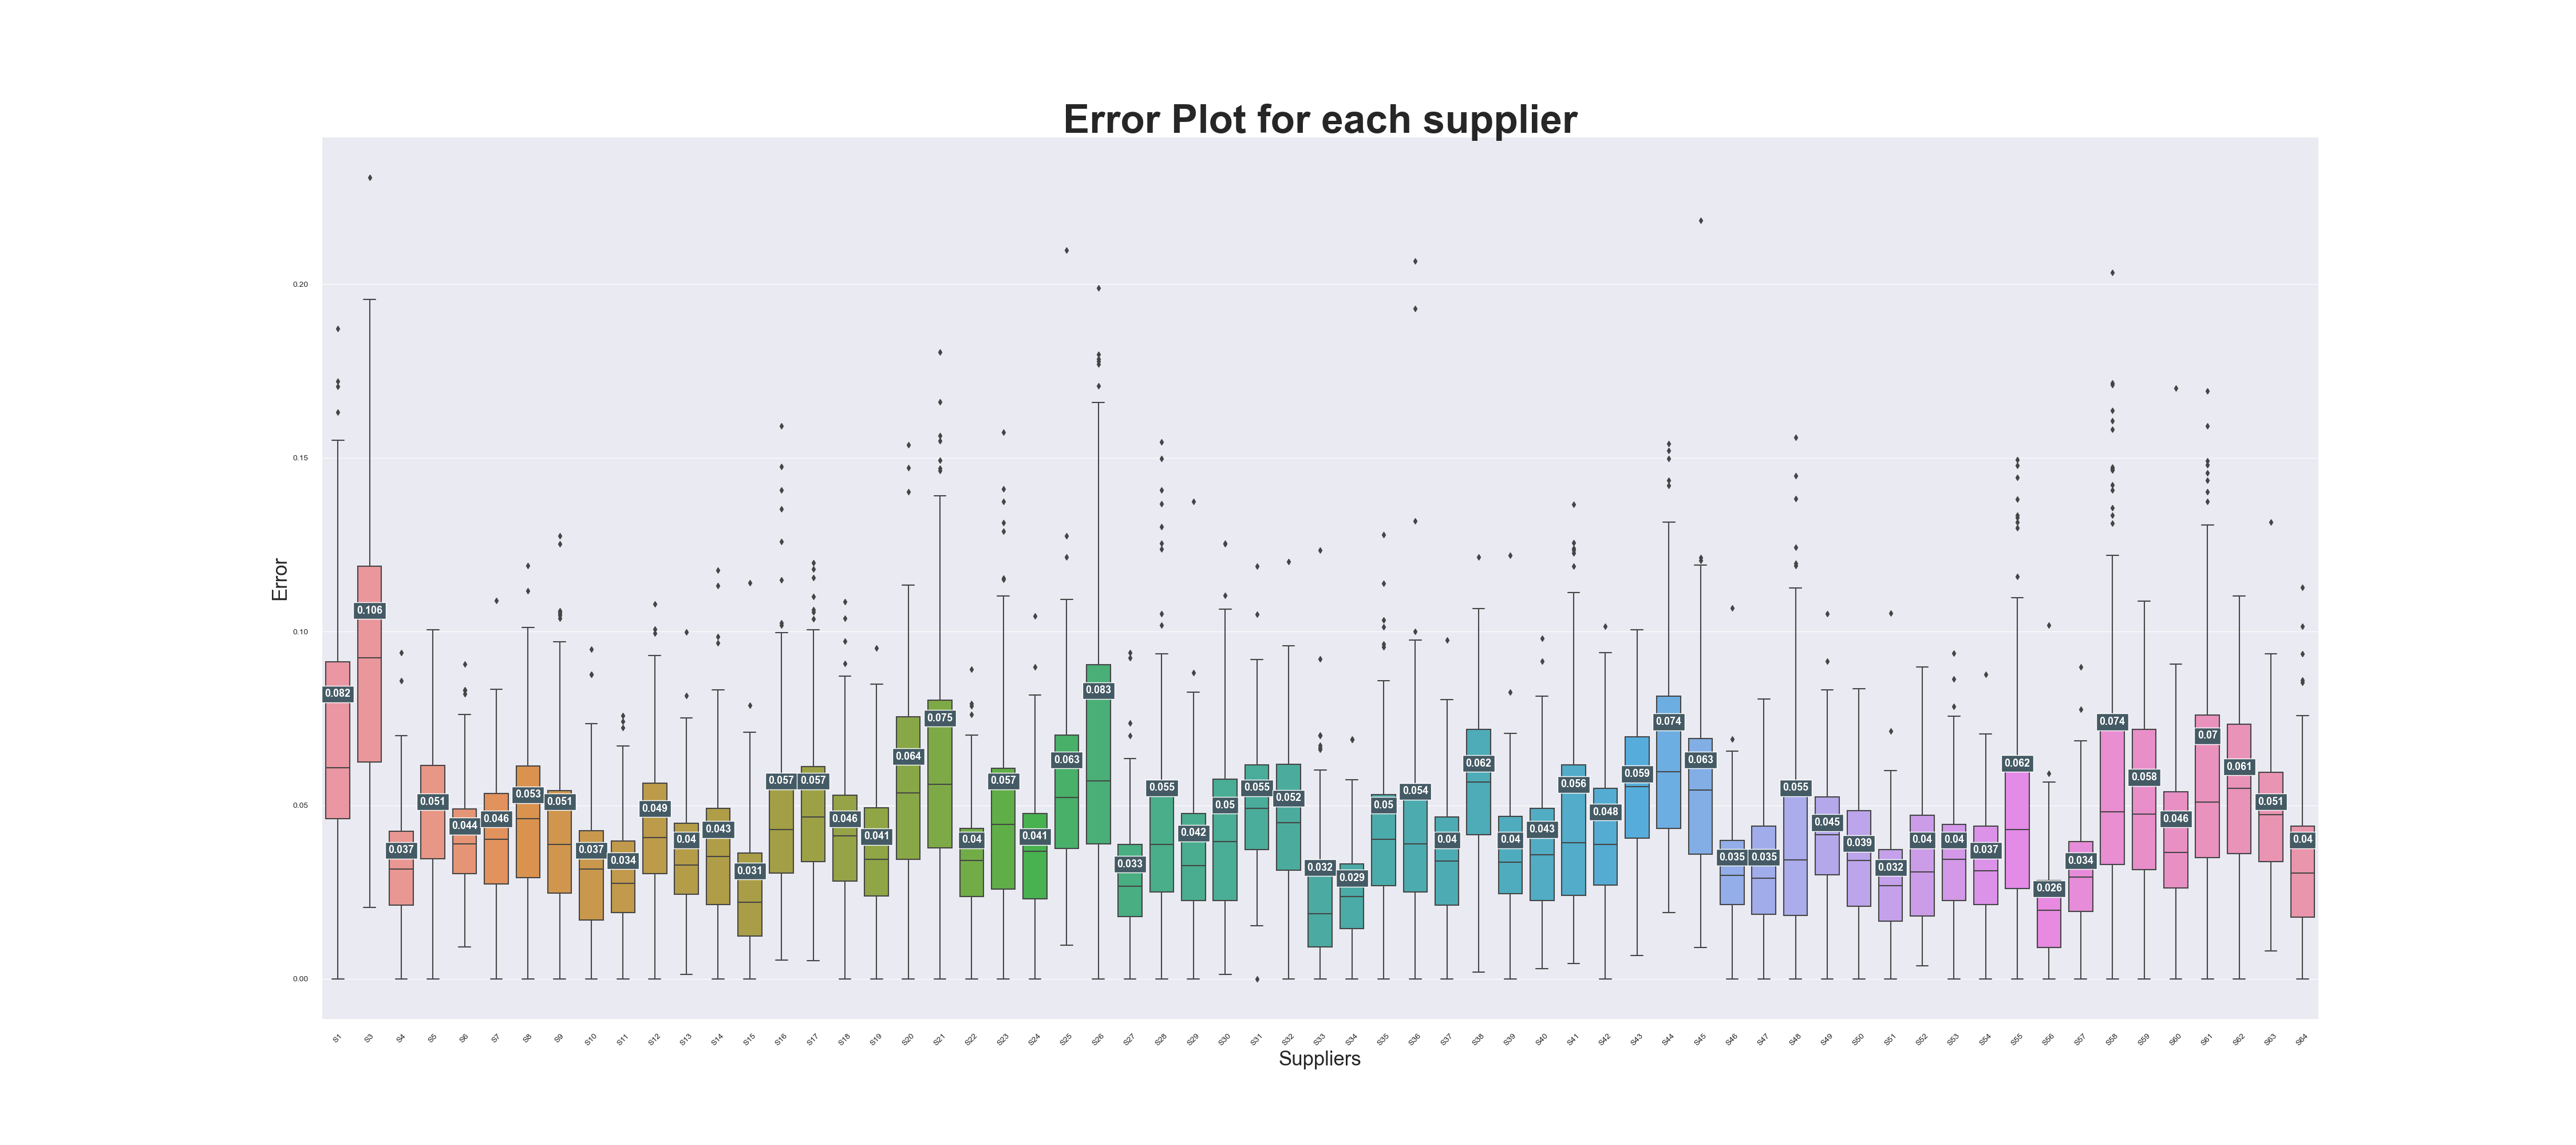 Error Plot for each supplier
Error
0.20
0.15
0.10
0.05
0.00
0.082 0.106 0.037 0.051 0.044 0.046 0.053 0.051 0.037 0.034 0.049 0.04 0.043 0.031 0.057 0.057 0.046 0.041 0.064 0.075 0.04 0.057 0.041 0.063 0.083 0.033 0.055 0.042 0.05 0.055 0.052 0.032 0.029 0.05 0.054 0.04 0.062 0.04 0.043 0.056 0.048 0.059 0.074 0.063 0.035 0.035 0.055 0.045 0.039 0.032 0.04 0.04 0.037 0.062 0.026 0.034 0.074 0.058 0.046 0.07 0.061 0.051 0.04
S1 S3 S4 S5 S6 S7 S8 S9 S10 S11 S12 S13 S14 S15 S16 S17 S18 S19 S20 S21 S22 S23 S24 S25 S26 S27 S28 S29 S30 S31 S32 S33 S34 S35 S36 S37 S38 S39 S40 S41 S42 S43 S44 S45 S46 S47 S48 S49 S50 S51 S52 S53 S54 S55 S56 S57 S58 S59 S60 S61 S62 S63 S64
Suppliers